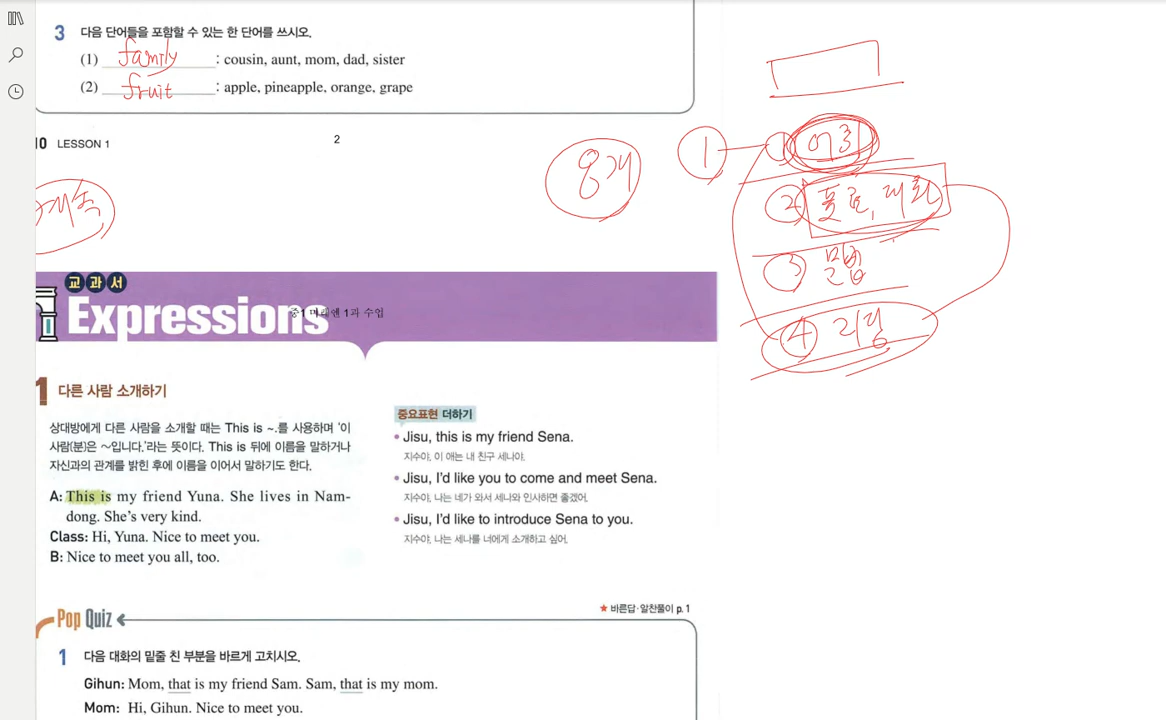 3 다음 단어들을 포함할 수 있는 한 단어를 쓰시오.
(1) family : cousin, aunt, mom, dad, sister
(2) fruit : apple, pineapple, orange, grape
10 LESSON 1
2
계속
용개
1
① 어휘
② 표현, 대화
③ 문법
④ 리딩
교과서
Expressions
중1 미래엔 1과 수업
1 다른 사람 소개하기
상대방에게 다른 사람을 소개할 때는 This is ~.를 사용하며 ‘이
사람(분)은 ~입니다.’라는 뜻이다. This is 뒤에 이름을 말하거나
자신과의 관계를 밝힌 후에 이름을 이어서 말하기도 한다.
A: This is my friend Yuna. She lives in Nam-
dong. She's very kind.
Class: Hi, Yuna. Nice to meet you.
B: Nice to meet you all, too.
중요표현 더하기
• Jisu, this is my friend Sena.
지수야, 이 애는 내 친구 세나야.
• Jisu, I'd like you to come and meet Sena.
지수야, 나는 네가 와서 세나와 인사하면 좋겠어.
• Jisu, I'd like to introduce Sena to you.
지수야, 나는 세나를 너에게 소개하고 싶어.
Pop Quiz
★ 바른답·알찬풀이 p. 1
1 다음 대화의 밑줄 친 부분을 바르게 고치시오.
Gihun: Mom, that is my friend Sam. Sam, that is my mom.
Mom: Hi, Gihun. Nice to meet you.